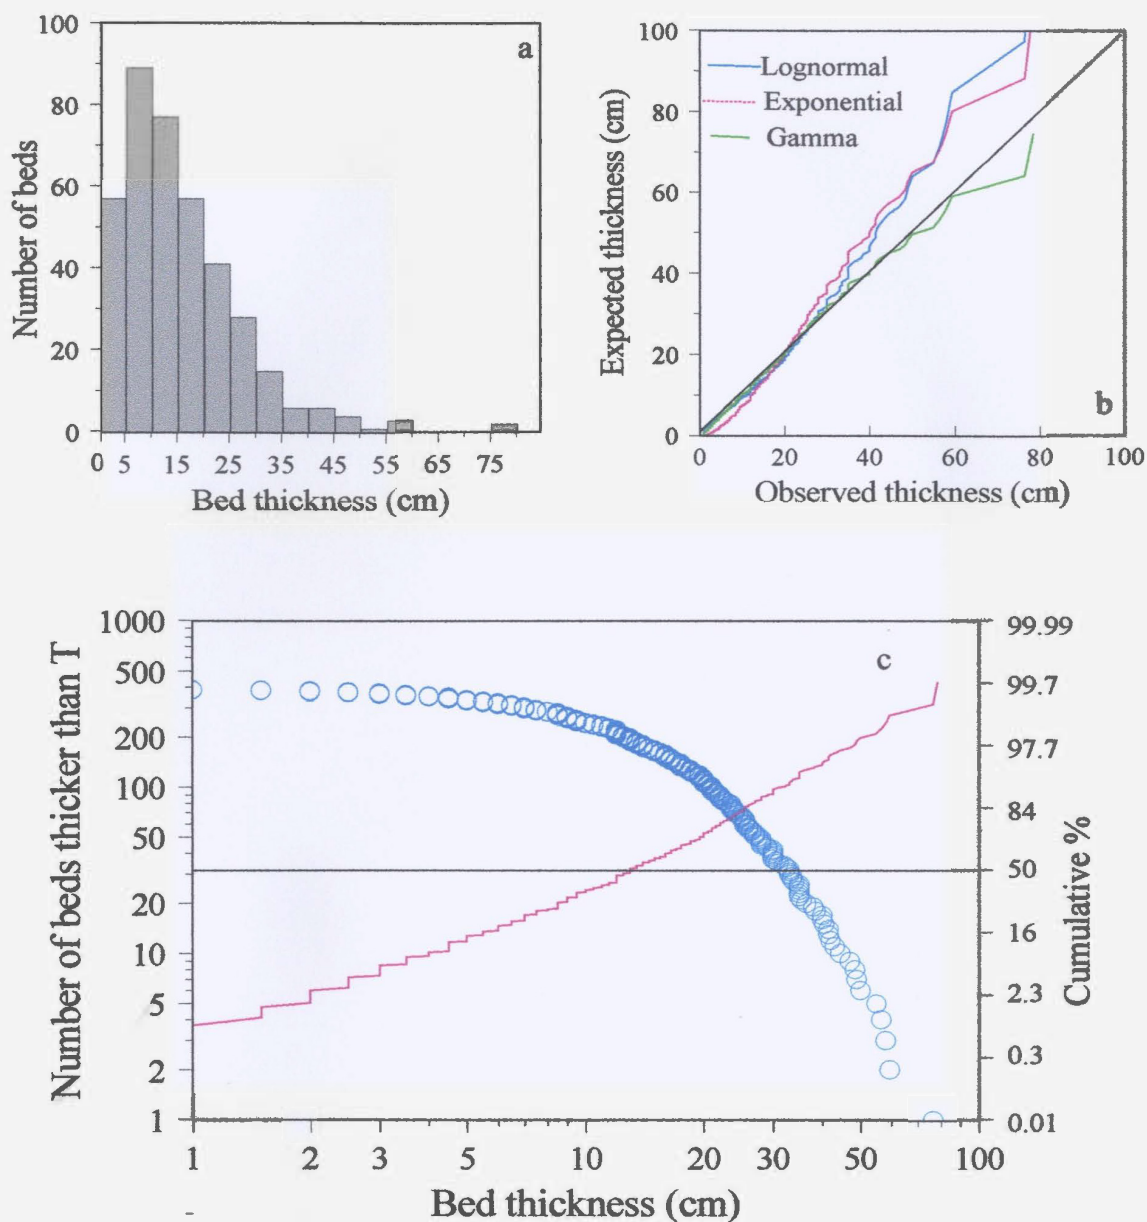 a
100
80
60
40
20
0
Number of beds
0 5 15 25 35 45 55 65 75
Bed thickness (cm)
b
100
80
60
40
20
0
Expected thickness (cm)
Lognormal
Exponential
Gamma
0 20 40 60 80 100
Observed thickness (cm)
c
1000
500
200
100
50
20
10
5
2
1
Number of beds thicker than T
99.99
99.7
97.7
84
50
16
2.3
0.3
0.01
Cumulative %
1 2 3 5 10 20 30 50 100
Bed thickness (cm)